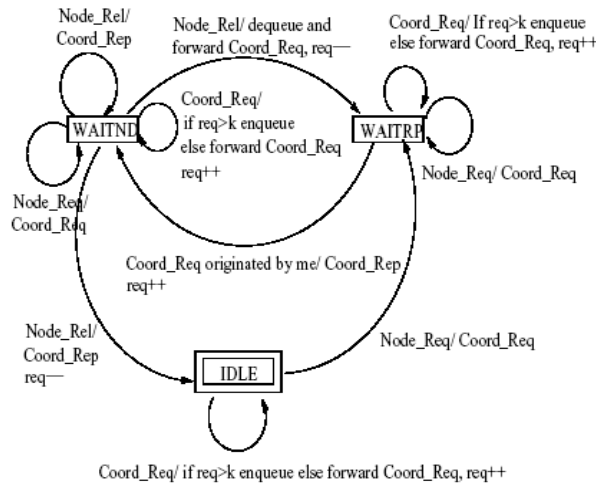 Node_Rel/
Coord_Rep
Node_Rel/ dequeue and
forward Coord_Req, req—
Coord_Req/ If req>k enqueue
else forward Coord_Req, req++
WAITND
Coord_Req/
if req>k enqueue
else forward Coord_Req
req++
WAITRP
Node_Req/
Coord_Req
Node_Req/ Coord_Req
Coord_Req originated by me/ Coord_Rep
req++
Node_Rel/
Coord_Rep
req—
Node_Req/ Coord_Req
IDLE
Coord_Req/ if req>k enqueue else forward Coord_Req, req++